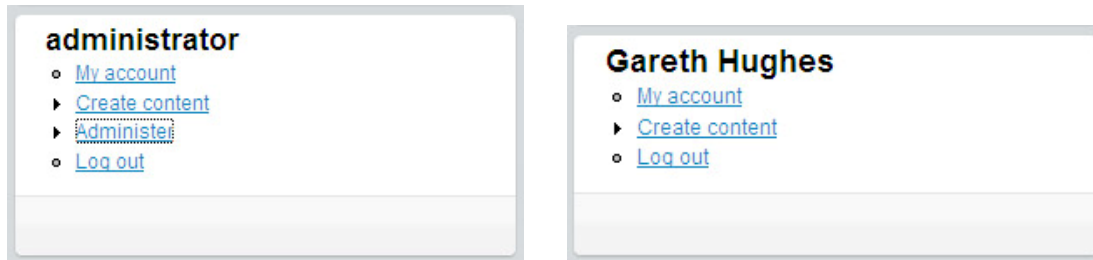 administrator
My account
Create content
Administer
Log out
Gareth Hughes
My account
Create content
Log out